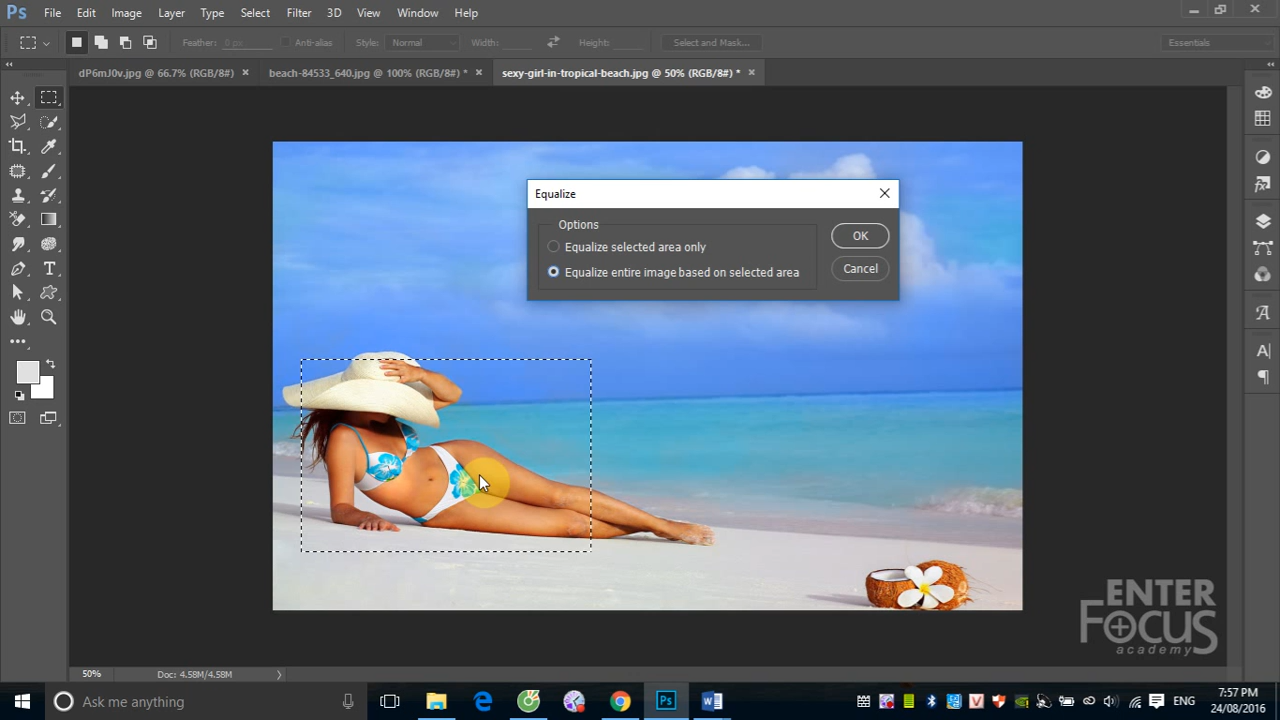 Ps File Edit Image Layer Type Select Filter 3D View Window Help
Feather: 0 px Anti-alias Style: Normal Width: Height: Select and Mask... Essentials
dP6mJ0v.jpg @ 66.7% (RGB/8#) × beach-84533_640.jpg @ 100% (RGB/8#) * × sexy-girl-in-tropical-beach.jpg @ 50% (RGB/8#) * ×
Equalize
Options
Equalize selected area only
Equalize entire image based on selected area
OK
Cancel
ENTER
FOCUS
academy
50% Doc: 4.58M/4.58M
Ask me anything
Ps
ENG
7:57 PM
24/08/2016